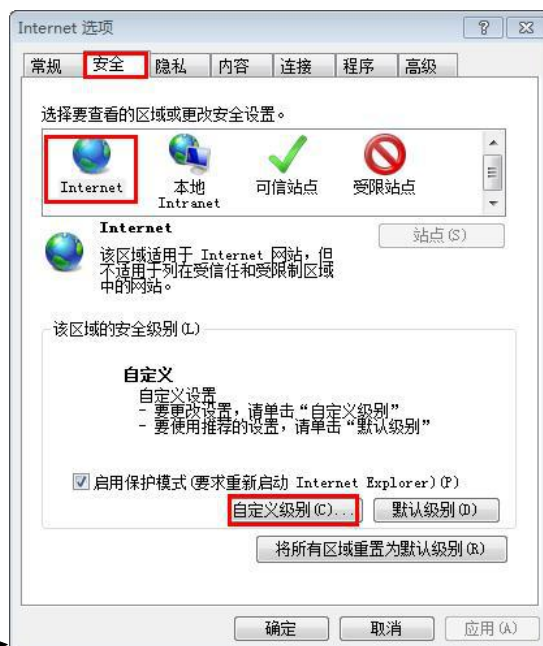 Internet 选项
常规 安全 隐私 内容 连接 程序 高级
选择要查看的区域或更改安全设置。
Internet 本地 Intranet 可信站点 受限站点
Internet
站点(S)
该区域适用于 Internet 网站，但
不适用于列在受信任和受限制区域
中的网站。
该区域的安全级别(L)
自定义
自定义设置
- 要更改设置，请单击“自定义级别”
- 要使用推荐的设置，请单击“默认级别”
启用保护模式(要求重新启动 Internet Explorer)(P)
自定义级别(C)... 默认级别(D)
将所有区域重置为默认级别(R)
确定 取消 应用(A)